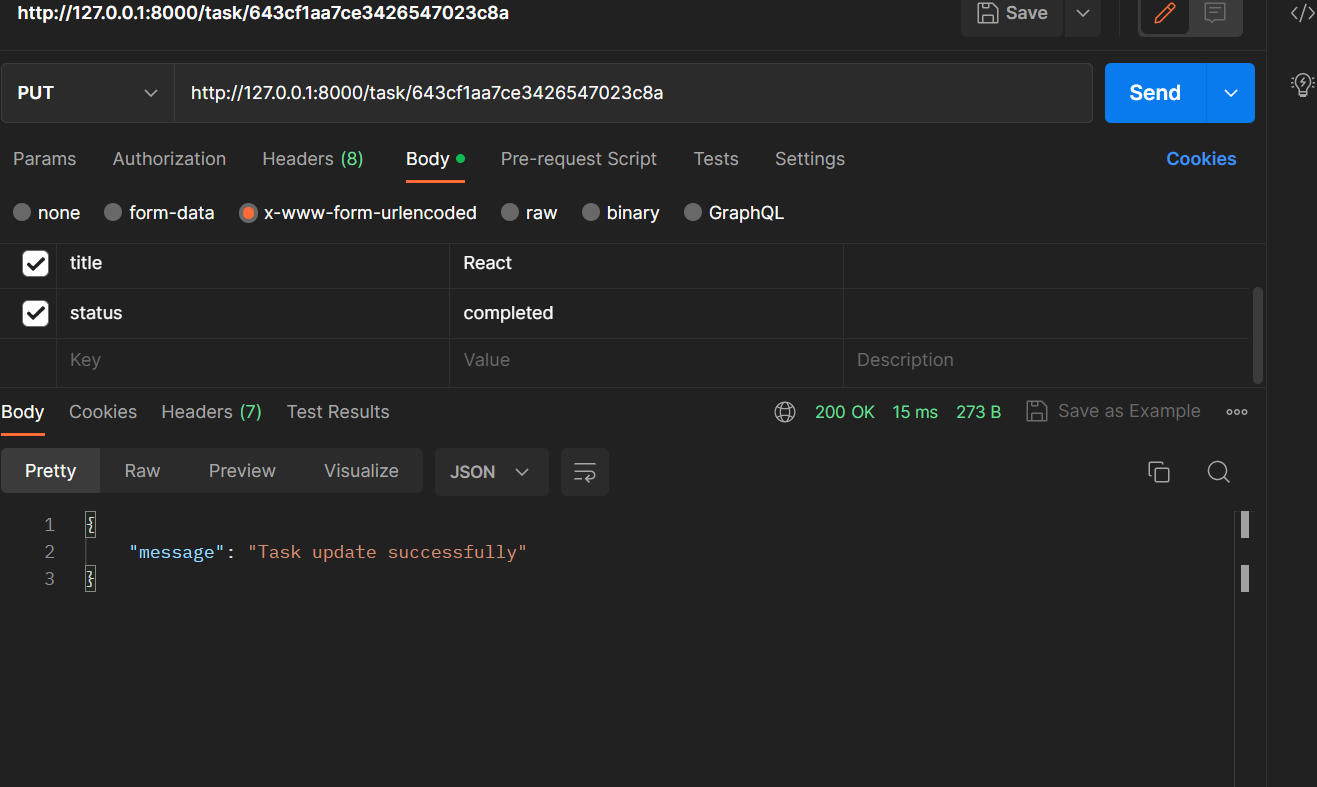 http://127.0.0.1:8000/task/643cf1aa7ce3426547023c8a
Save
PUT http://127.0.0.1:8000/task/643cf1aa7ce3426547023c8a Send
Params Authorization Headers (8) Body Pre-request Script Tests Settings Cookies
none form-data x-www-form-urlencoded raw binary GraphQL
title React
status completed
Key Value Description
Body Cookies Headers (7) Test Results 200 OK 15 ms 273 B Save as Example
Pretty Raw Preview Visualize JSON
1 {
2 "message": "Task update successfully"
3 }